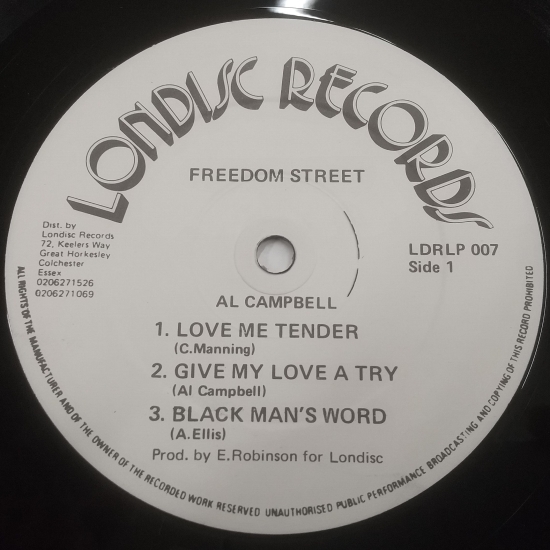 LONDISC RECORDS
FREEDOM STREET
Dist. by
Londisc Records
72, Keelers Way
Great Horkesley
Colchester
Essex
0206271526
0206271069
LDRLP 007
Side 1
AL CAMPBELL
1. LOVE ME TENDER
(C.Manning)
2. GIVE MY LOVE A TRY
(Al Campbell)
3. BLACK MAN'S WORD
(A.Ellis)
Prod. by E.Robinson for Londisc
ALL RIGHTS OF THE MANUFACTURER AND OF THE OWNER OF THE RECORDED WORK RESERVED UNAUTHORISED PUBLIC PERFORMANCE BROADCASTING AND COPYING OF THIS RECORD PROHIBITED